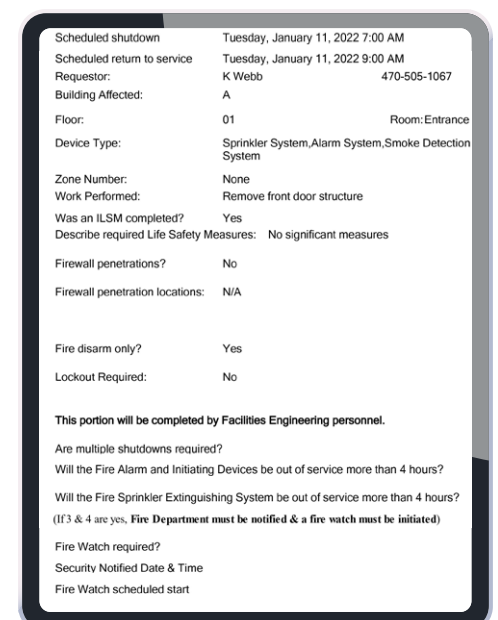 Scheduled shutdown Tuesday, January 11, 2022 7:00 AM
Scheduled return to service Tuesday, January 11, 2022 9:00 AM
Requestor: K Webb 470-505-1067
Building Affected: A
Floor: 01 Room: Entrance
Device Type: Sprinkler System,Alarm System,Smoke Detection
System
Zone Number: None
Work Performed: Remove front door structure
Was an ILSM completed? Yes
Describe required Life Safety Measures: No significant measures
Firewall penetrations? No
Firewall penetration locations: N/A
Fire disarm only? Yes
Lockout Required: No
This portion will be completed by Facilities Engineering personnel.
Are multiple shutdowns required?
Will the Fire Alarm and Initiating Devices be out of service more than 4 hours?
Will the Fire Sprinkler Extinguishing System be out of service more than 4 hours?
(If 3 & 4 are yes, Fire Department must be notified & a fire watch must be initiated)
Fire Watch required?
Security Notified Date & Time
Fire Watch scheduled start